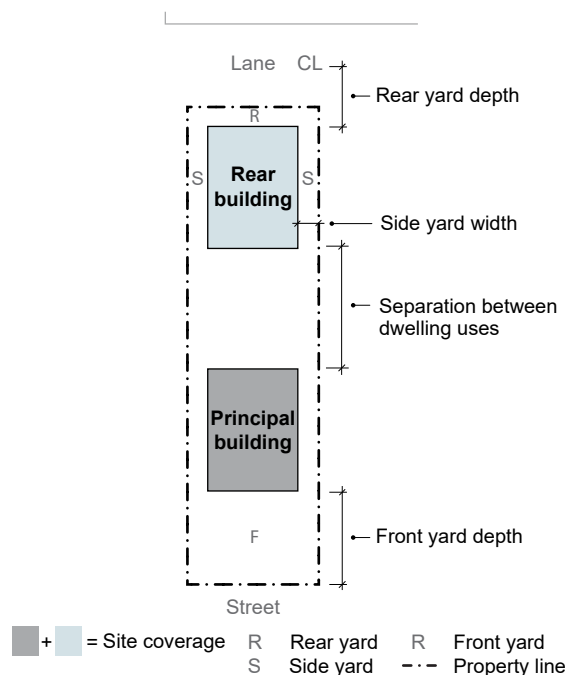 Lane CL
Rear yard depth
R
S Rear S
building
Side yard width
Separation between
dwelling uses
Principal
building
F
Front yard depth
Street
+ = Site coverage R Rear yard R Front yard
S Side yard Property line